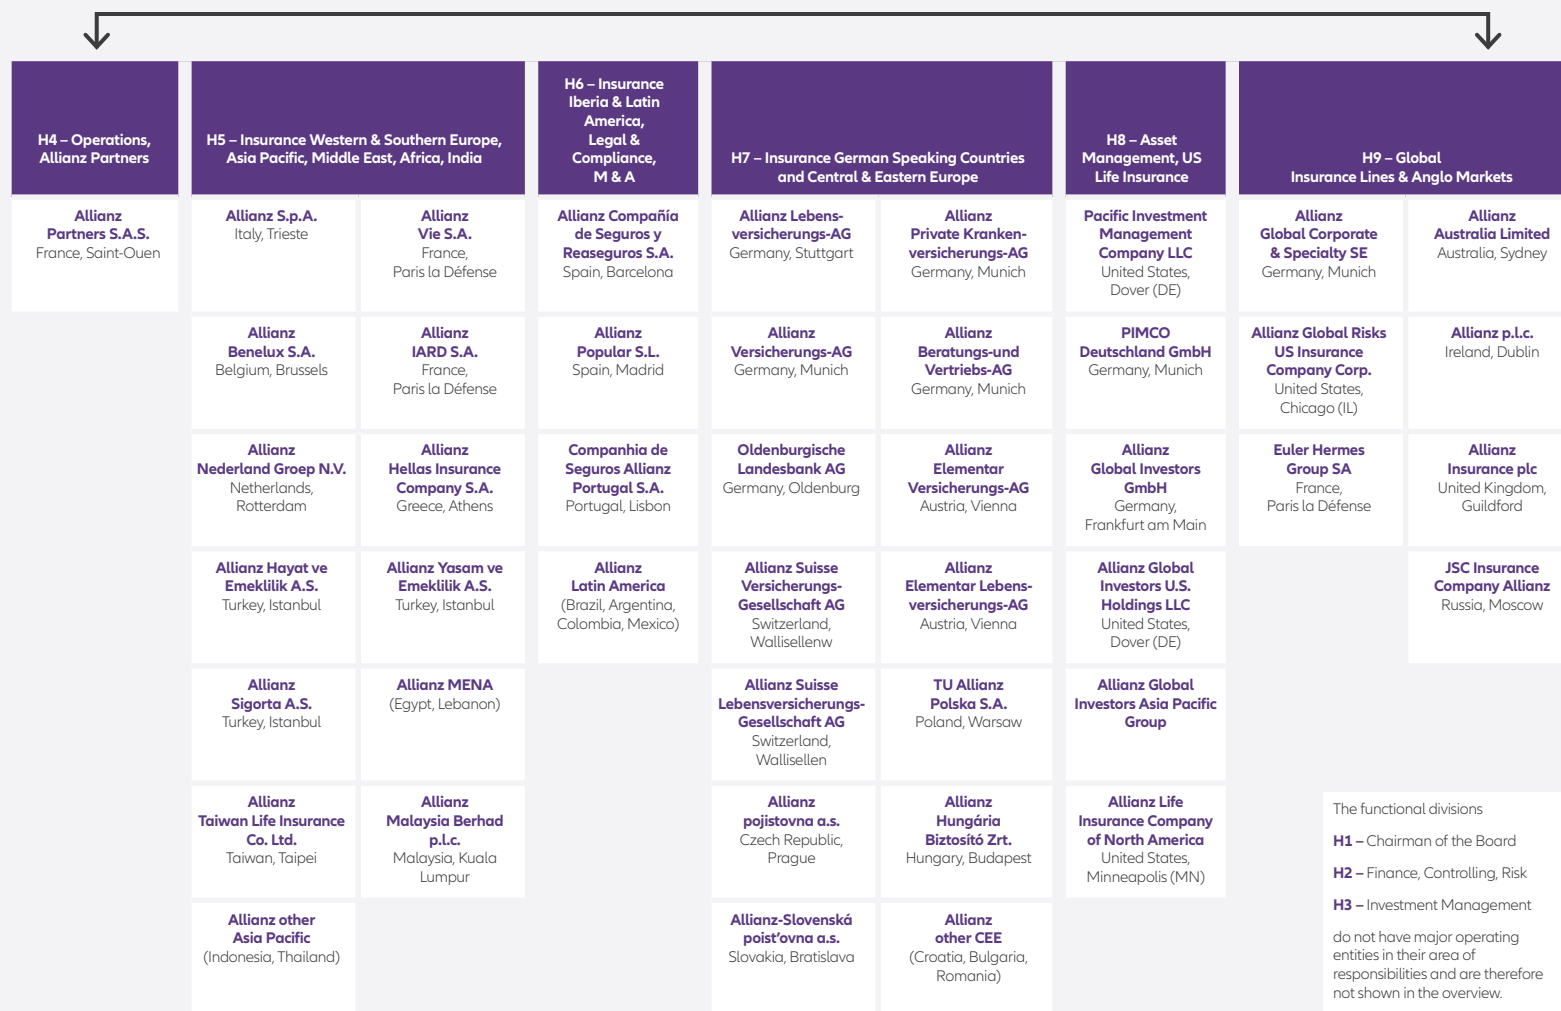 H4 – Operations,
Allianz Partners
H5 – Insurance Western & Southern Europe,
Asia Pacific, Middle East, Africa, India
H6 – Insurance
Iberia & Latin
America,
Legal &
Compliance,
M & A
H7 – Insurance German Speaking Countries
and Central & Eastern Europe
H8 – Asset
Management, US
Life Insurance
H9 – Global
Insurance Lines & Anglo Markets
Allianz
Partners S.A.S.
France, Saint-Ouen
Allianz S.p.A.
Italy, Trieste
Allianz
Vie S.A.
France,
Paris la Défense
Allianz Compañía
de Seguros y
Reaseguros S.A.
Spain, Barcelona
Allianz Lebens-
versicherungs-AG
Germany, Stuttgart
Allianz
Private Kranken-
versicherungs-AG
Germany, Munich
Pacific Investment
Management
Company LLC
United States,
Dover (DE)
Allianz
Global Corporate
& Specialty SE
Germany, Munich
Allianz
Australia Limited
Australia, Sydney
Allianz
Benelux S.A.
Belgium, Brussels
Allianz
IARD S.A.
France,
Paris la Défense
Allianz
Popular S.L.
Spain, Madrid
Allianz
Versicherungs-AG
Germany, Munich
Allianz
Beratungs-und
Vertriebs-AG
Germany, Munich
PIMCO
Deutschland GmbH
Germany, Munich
Allianz Global Risks
US Insurance
Company Corp.
United States,
Chicago (IL)
Allianz p.l.c.
Ireland, Dublin
Allianz
Nederland Groep N.V.
Netherlands,
Rotterdam
Allianz
Hellas Insurance
Company S.A.
Greece, Athens
Companhia de
Seguros Allianz
Portugal S.A.
Portugal, Lisbon
Oldenburgische
Landesbank AG
Germany, Oldenburg
Allianz
Elementar
Versicherungs-AG
Austria, Vienna
Allianz
Global Investors
GmbH
Germany,
Frankfurt am Main
Euler Hermes
Group SA
France,
Paris la Défense
Allianz
Insurance plc
United Kingdom,
Guildford
Allianz Hayat ve
Emeklilik A.S.
Turkey, Istanbul
Allianz Yasam ve
Emeklilik A.S.
Turkey, Istanbul
Allianz
Latin America
(Brazil, Argentina,
Colombia, Mexico)
Allianz Suisse
Versicherungs-
Gesellschaft AG
Switzerland,
Wallisellenw
Allianz
Elementar Lebens-
versicherungs-AG
Austria, Vienna
Allianz Global
Investors U.S.
Holdings LLC
United States,
Dover (DE)
JSC Insurance
Company Allianz
Russia, Moscow
Allianz
Sigorta A.S.
Turkey, Istanbul
Allianz MENA
(Egypt, Lebanon)
Allianz Suisse
Lebensversicherungs-
Gesellschaft AG
Switzerland,
Wallisellen
TU Allianz
Polska S.A.
Poland, Warsaw
Allianz Global
Investors Asia Pacific
Group
Allianz
Taiwan Life Insurance
Co. Ltd.
Taiwan, Taipei
Allianz
Malaysia Berhad
p.l.c.
Malaysia, Kuala
Lumpur
Allianz
pojistovna a.s.
Czech Republic,
Prague
Allianz
Hungária
Biztosító Zrt.
Hungary, Budapest
Allianz Life
Insurance Company
of North America
United States,
Minneapolis (MN)
Allianz other
Asia Pacific
(Indonesia, Thailand)
Allianz-Slovenská
poist’ovna a.s.
Slovakia, Bratislava
Allianz
other CEE
(Croatia, Bulgaria,
Romania)
The functional divisions
H1 – Chairman of the Board
H2 – Finance, Controlling, Risk
H3 – Investment Management
do not have major operating
entities in their area of
responsibilities and are therefore
not shown in the overview.